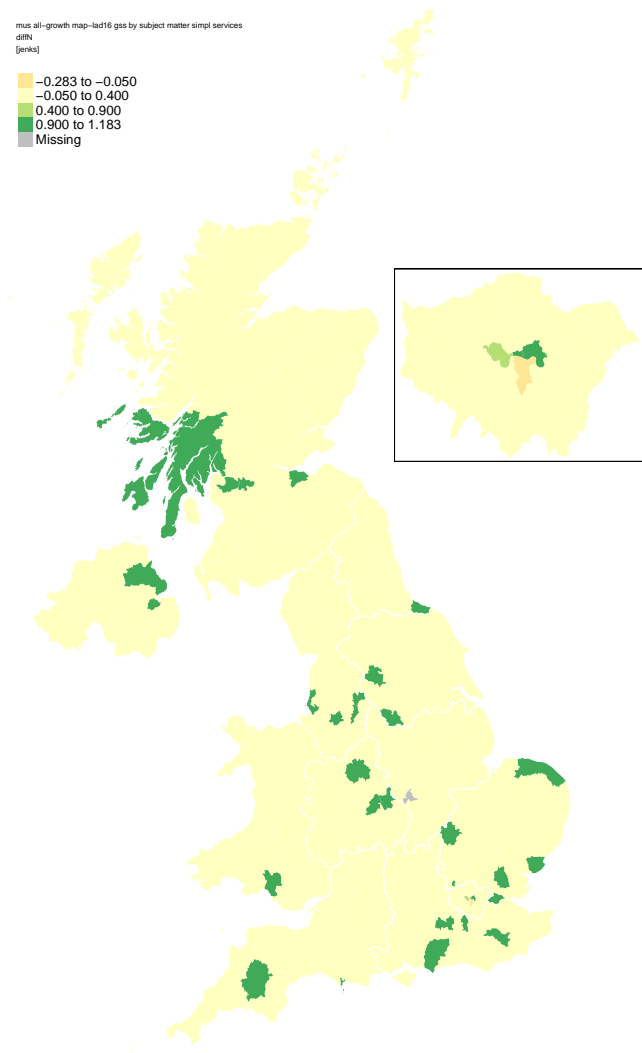 mus all−growth map−lad16 gss by subject matter simpl services
diffN
[jenks]
−0.283 to −0.050
−0.050 to 0.400
0.400 to 0.900
0.900 to 1.183
Missing